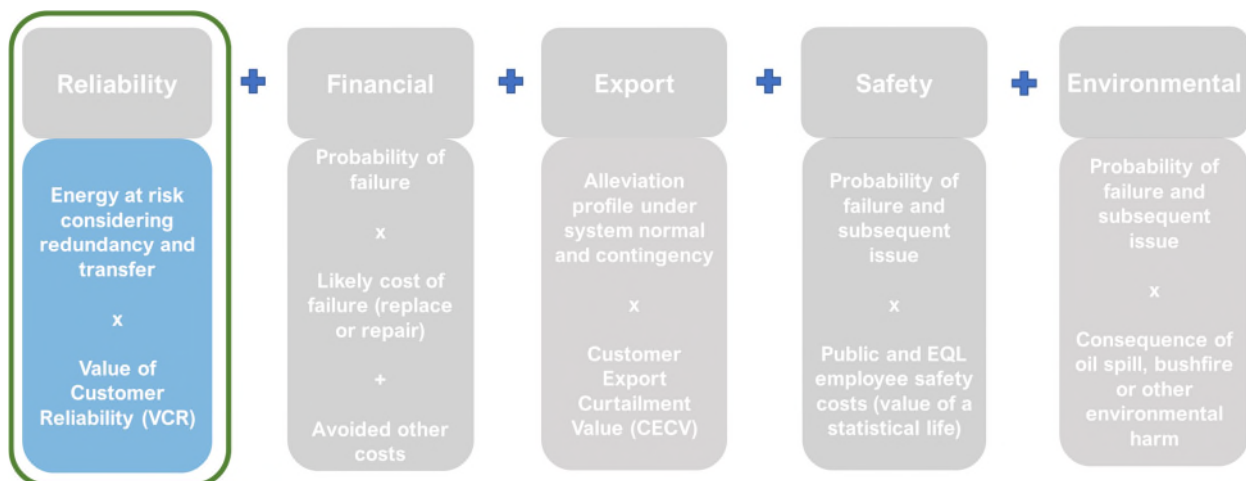 Reliability
Energy at risk
considering
redundancy and
transfer
x
Value of
Customer
Reliability (VCR)
Financial
Probability of
failure
x
Likely cost of
failure (replace
or repair)
+
Avoided other
costs
Export
Alleviation
profile under
system normal
and contingency
x
Customer
Export
Curtailment
Value (CECV)
Safety
Probability of
failure and
subsequent
issue
x
Public and EQL
employee safety
costs (value of a
statistical life)
Environmental
Probability of
failure and
subsequent
issue
x
Consequence of
oil spill, bushfire
or other
environmental
harm